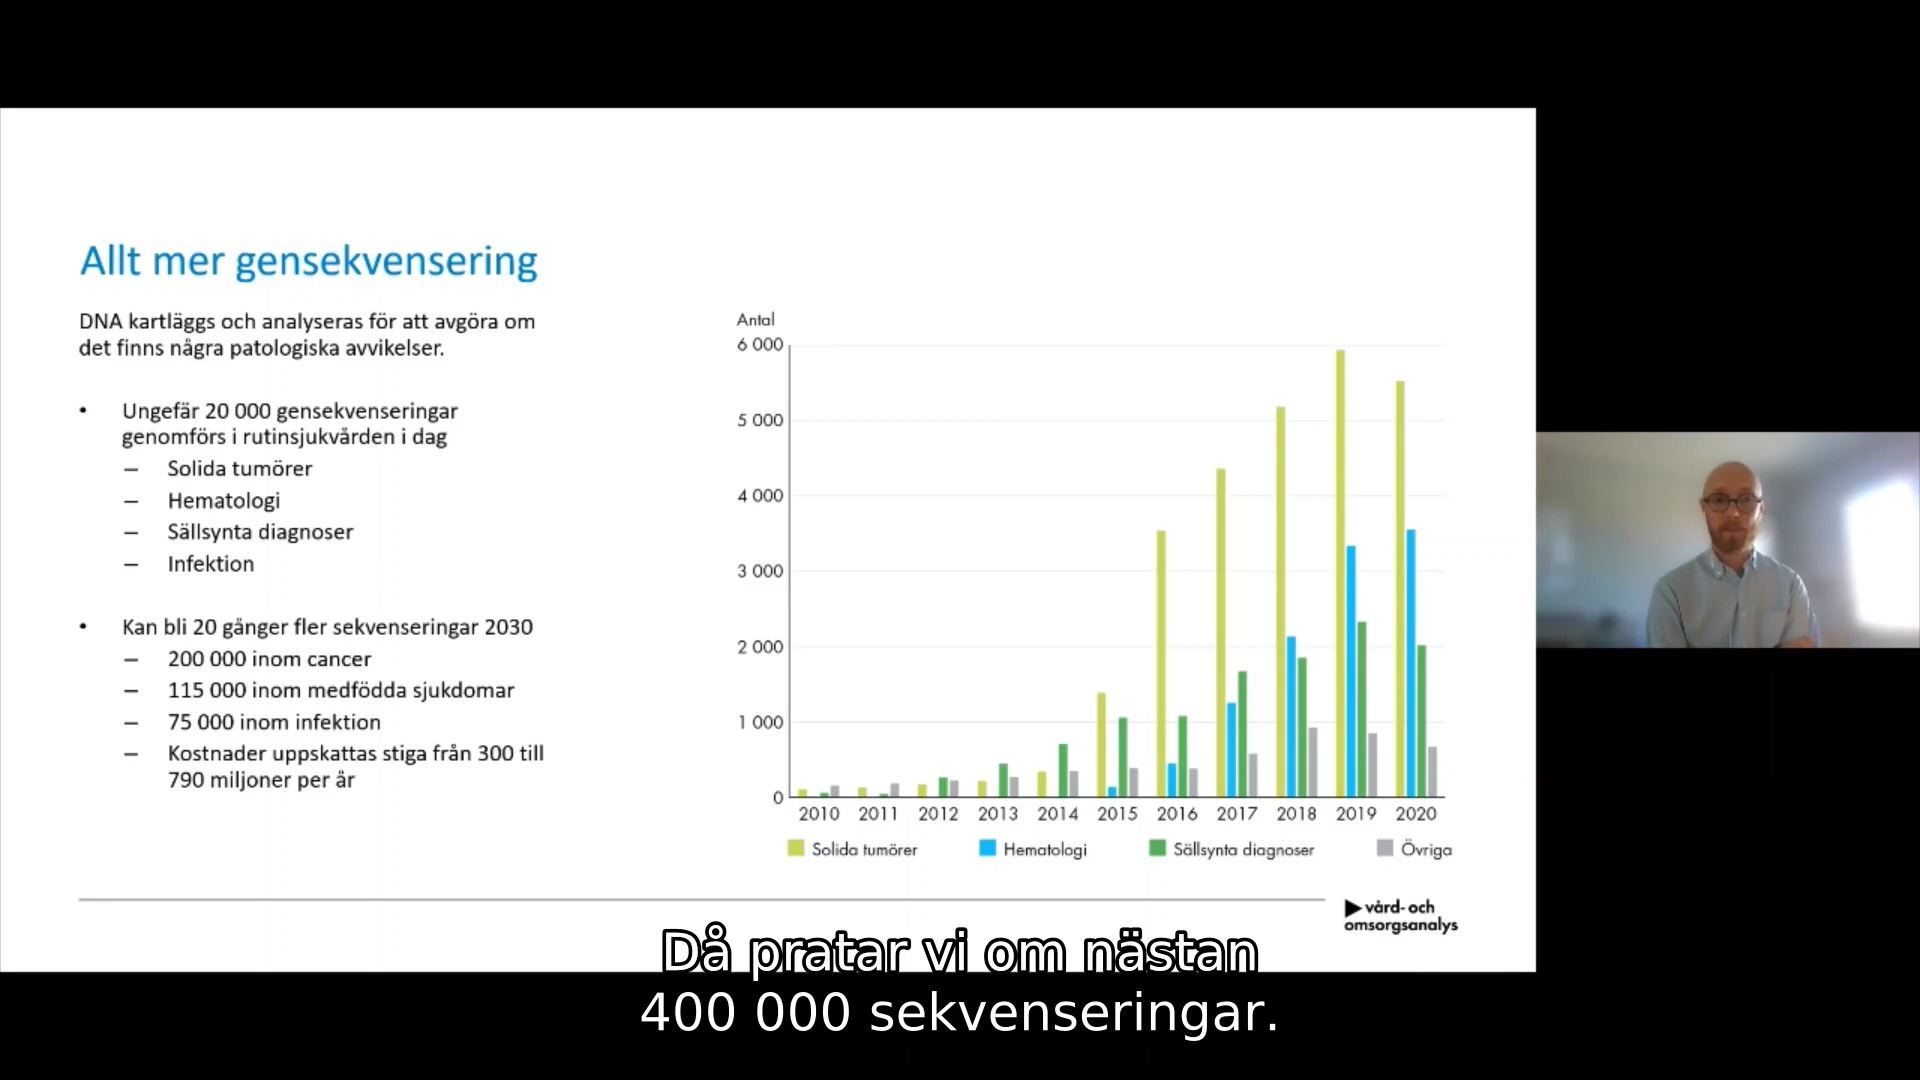 Allt mer gensekvensering
DNA kartläggs och analyseras för att avgöra om
det finns några patologiska avvikelser.
• Ungefär 20 000 gensekvenseringar
genomförs i rutinsjukvården i dag
– Solida tumörer
– Hematologi
– Sällsynta diagnoser
– Infektion
• Kan bli 20 gånger fler sekvenseringar 2030
– 200 000 inom cancer
– 115 000 inom medfödda sjukdomar
– 75 000 inom infektion
– Kostnader uppskattas stiga från 300 till
790 miljoner per år
Antal
6 000
5 000
4 000
3 000
2 000
1 000
0
2010 2011 2012 2013 2014 2015 2016 2017 2018 2019 2020
Solida tumörer Hematologi Sällsynta diagnoser Övriga
vård- och
omsorgsanalys
Då pratar vi om nästan
400 000 sekvenseringar.